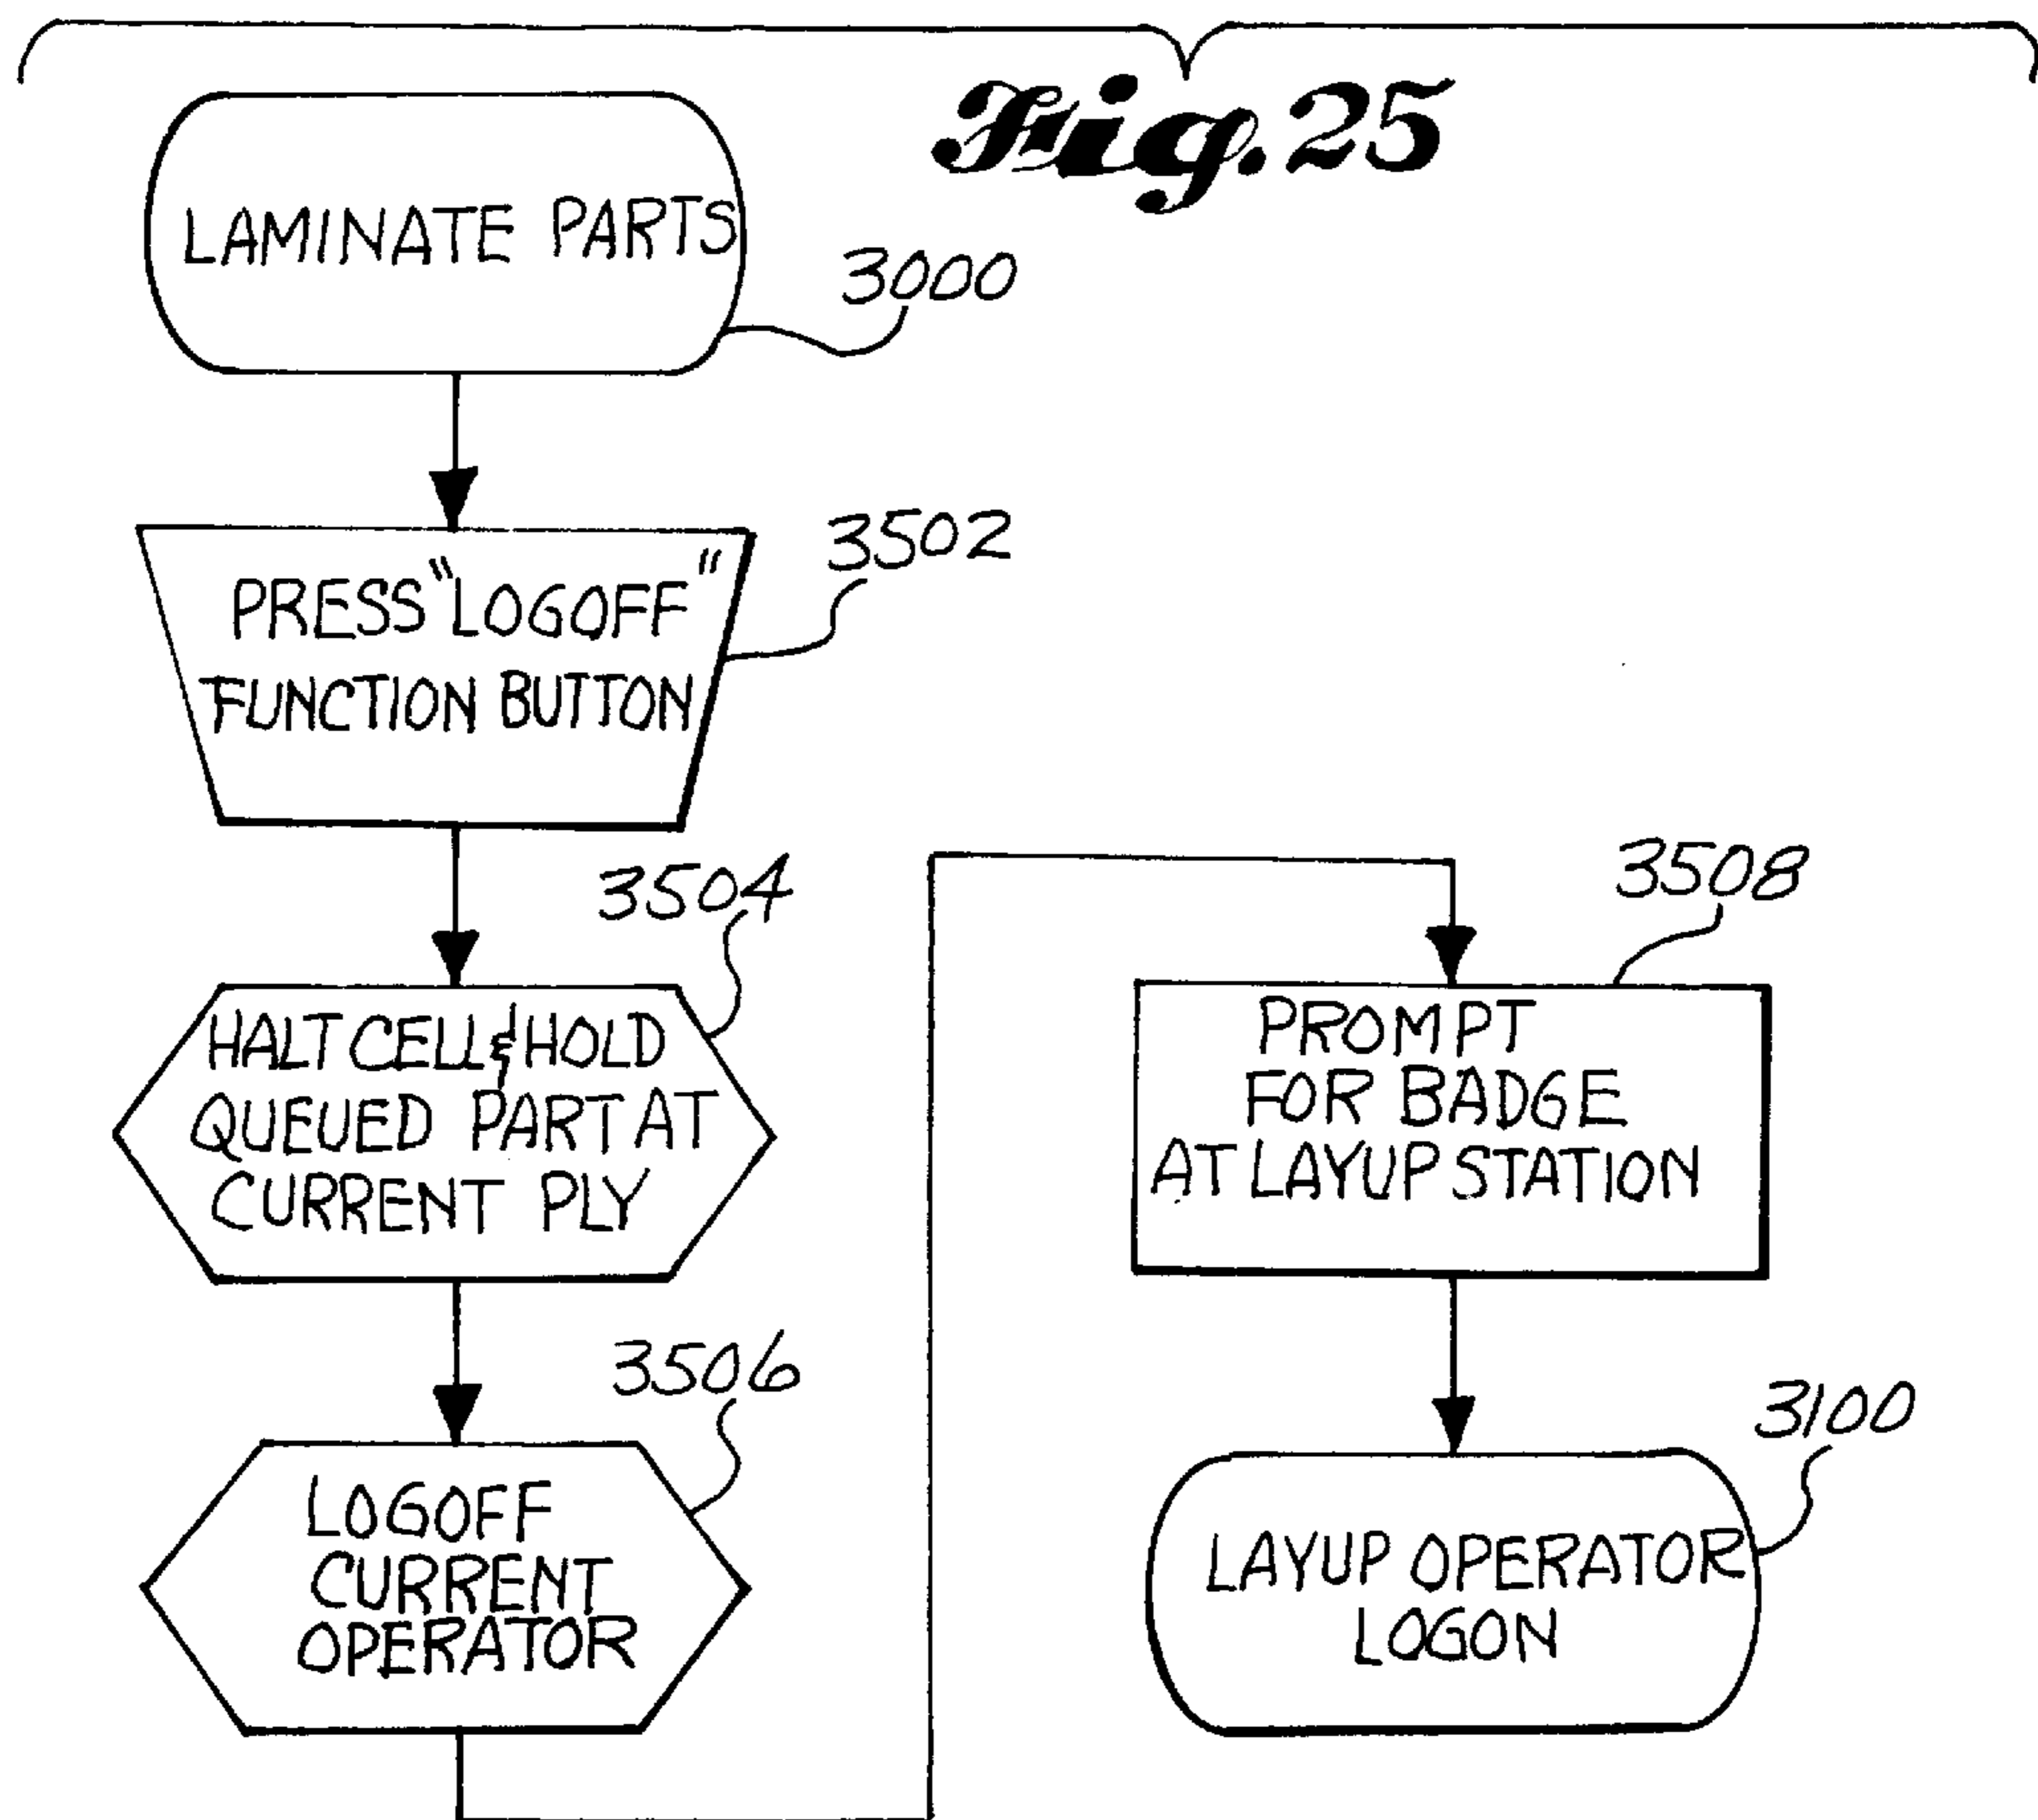 Fig. 25
LAMINATE PARTS
3000
PRESS "LOGOFF"
FUNCTION BUTTON
3502
HALT CELL & HOLD
QUEUED PART AT
CURRENT PLY
3504
LOGOFF
CURRENT
OPERATOR
3506
PROMPT
FOR BADGE
AT LAYUP STATION
3508
LAYUP OPERATOR
LOGON
3100